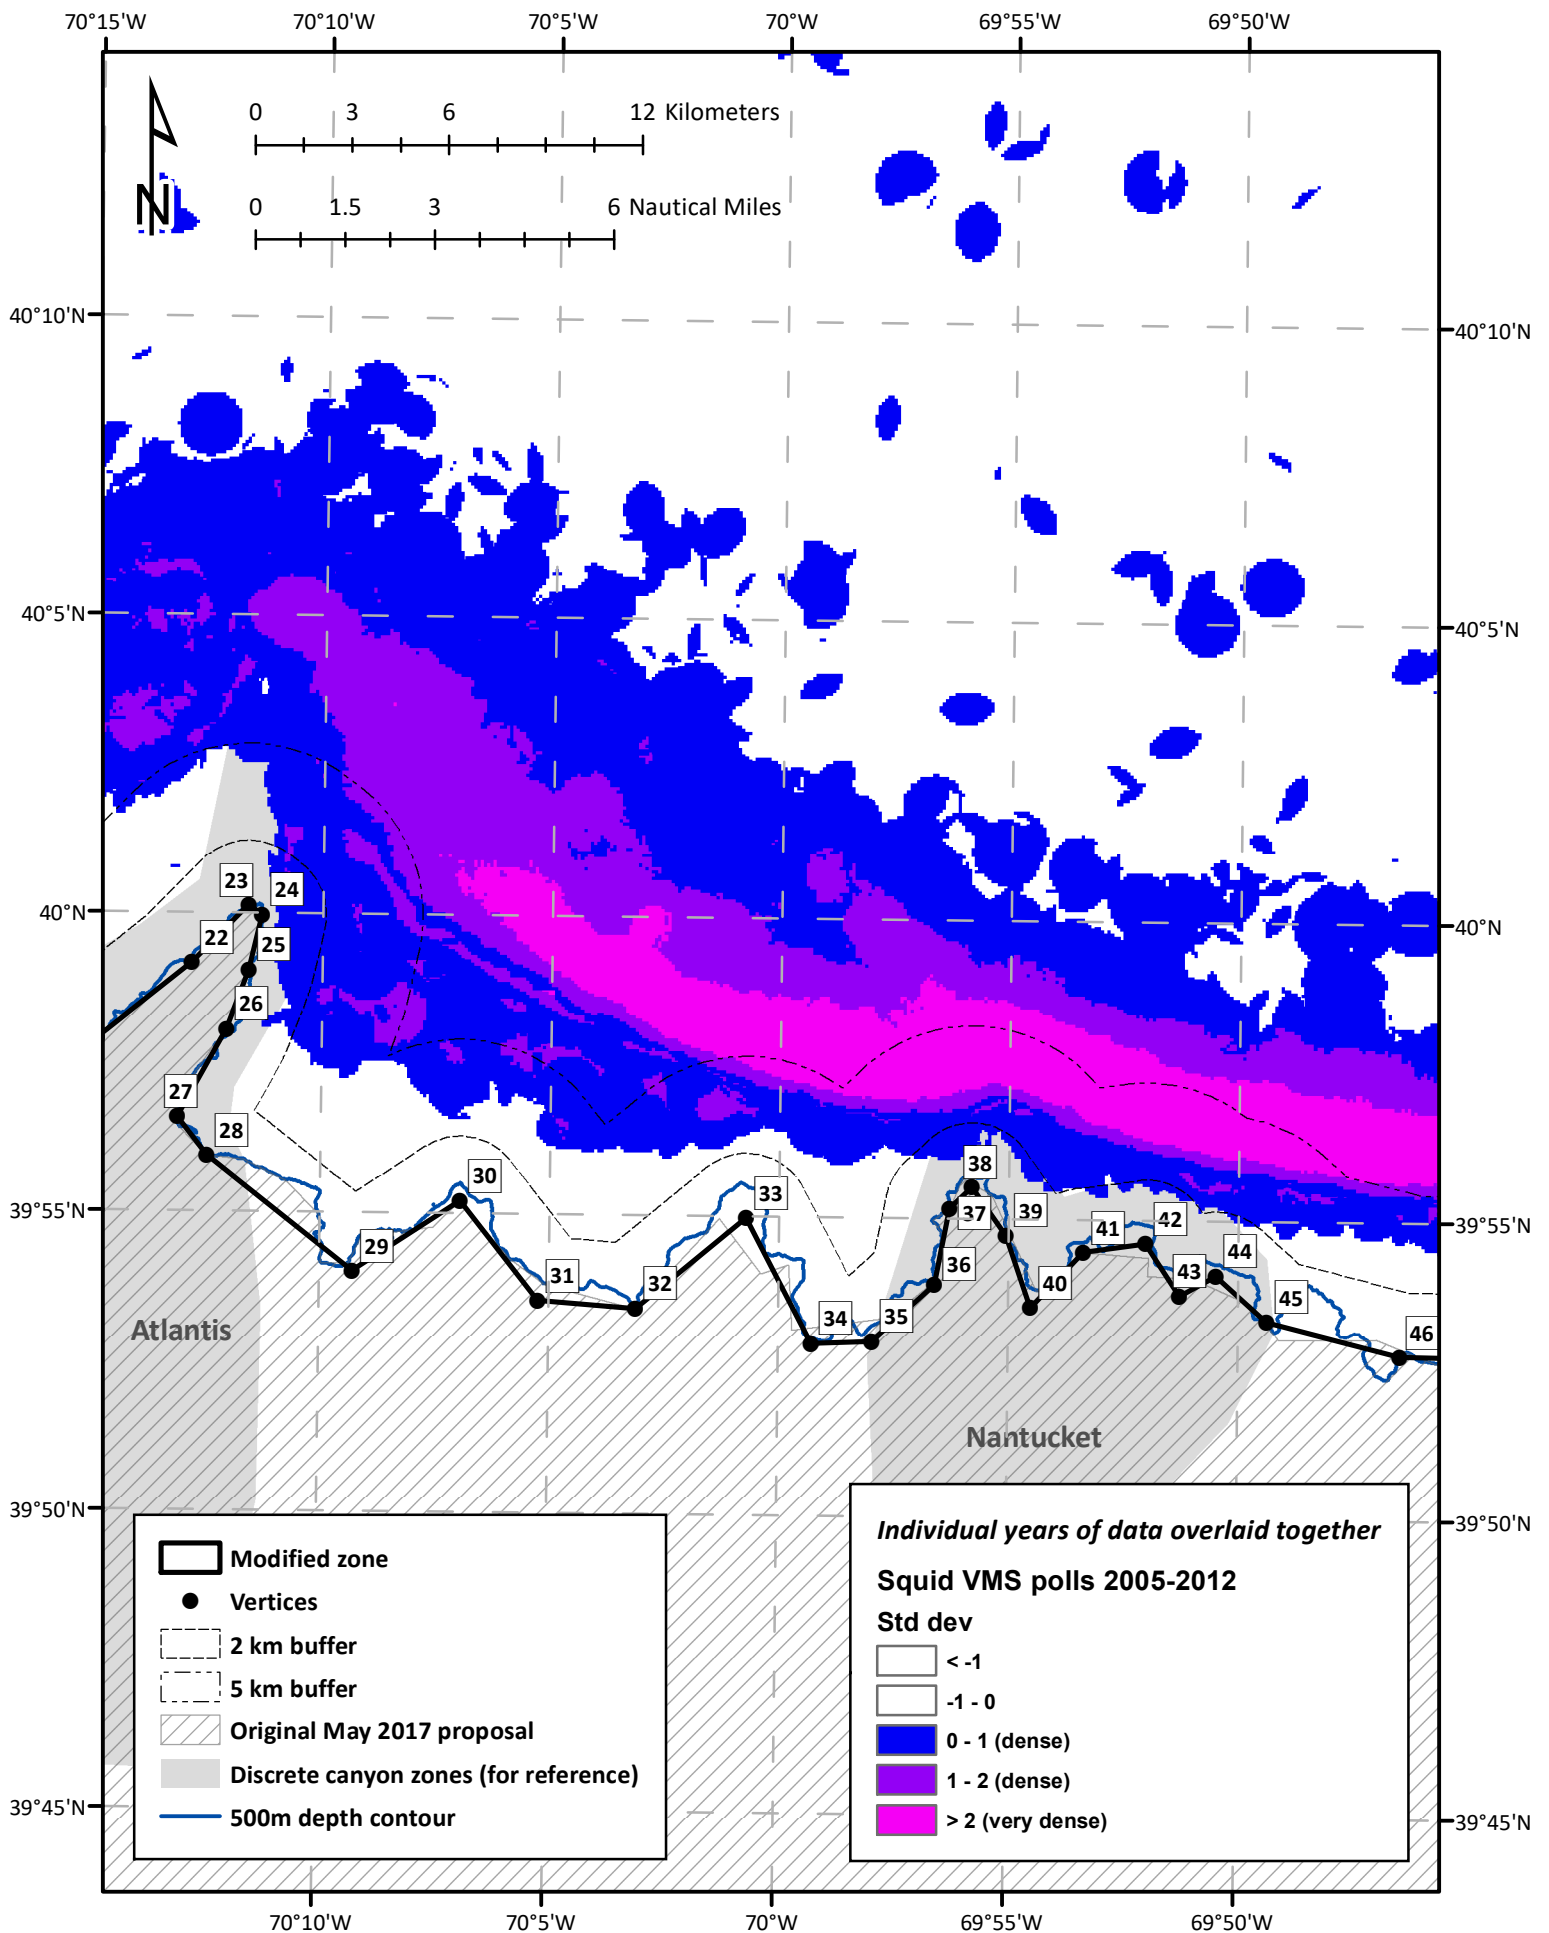 70°15'W 70°10'W 70°5'W 70°W 69°55'W 69°50'W
0 3 6 12 Kilometers
N
0 1.5 3 6 Nautical Miles
40°10'N 40°10'N
40°5'N 40°5'N
40°N 40°N
23 24
22 25
26
27
28
30
38
33
37 39
29
41 42
44
31 32
36
40 43
34 35
45
46
39°55'N 39°55'N
Atlantis
Nantucket
39°50'N 39°50'N
Modified zone
Vertices
2 km buffer
5 km buffer
Original May 2017 proposal
Discrete canyon zones (for reference)
500m depth contour
Individual years of data overlaid together
Squid VMS polls 2005-2012
Std dev
< -1
-1 - 0
0 - 1 (dense)
1 - 2 (dense)
> 2 (very dense)
39°45'N 39°45'N
70°10'W 70°5'W 70°W 69°55'W 69°50'W